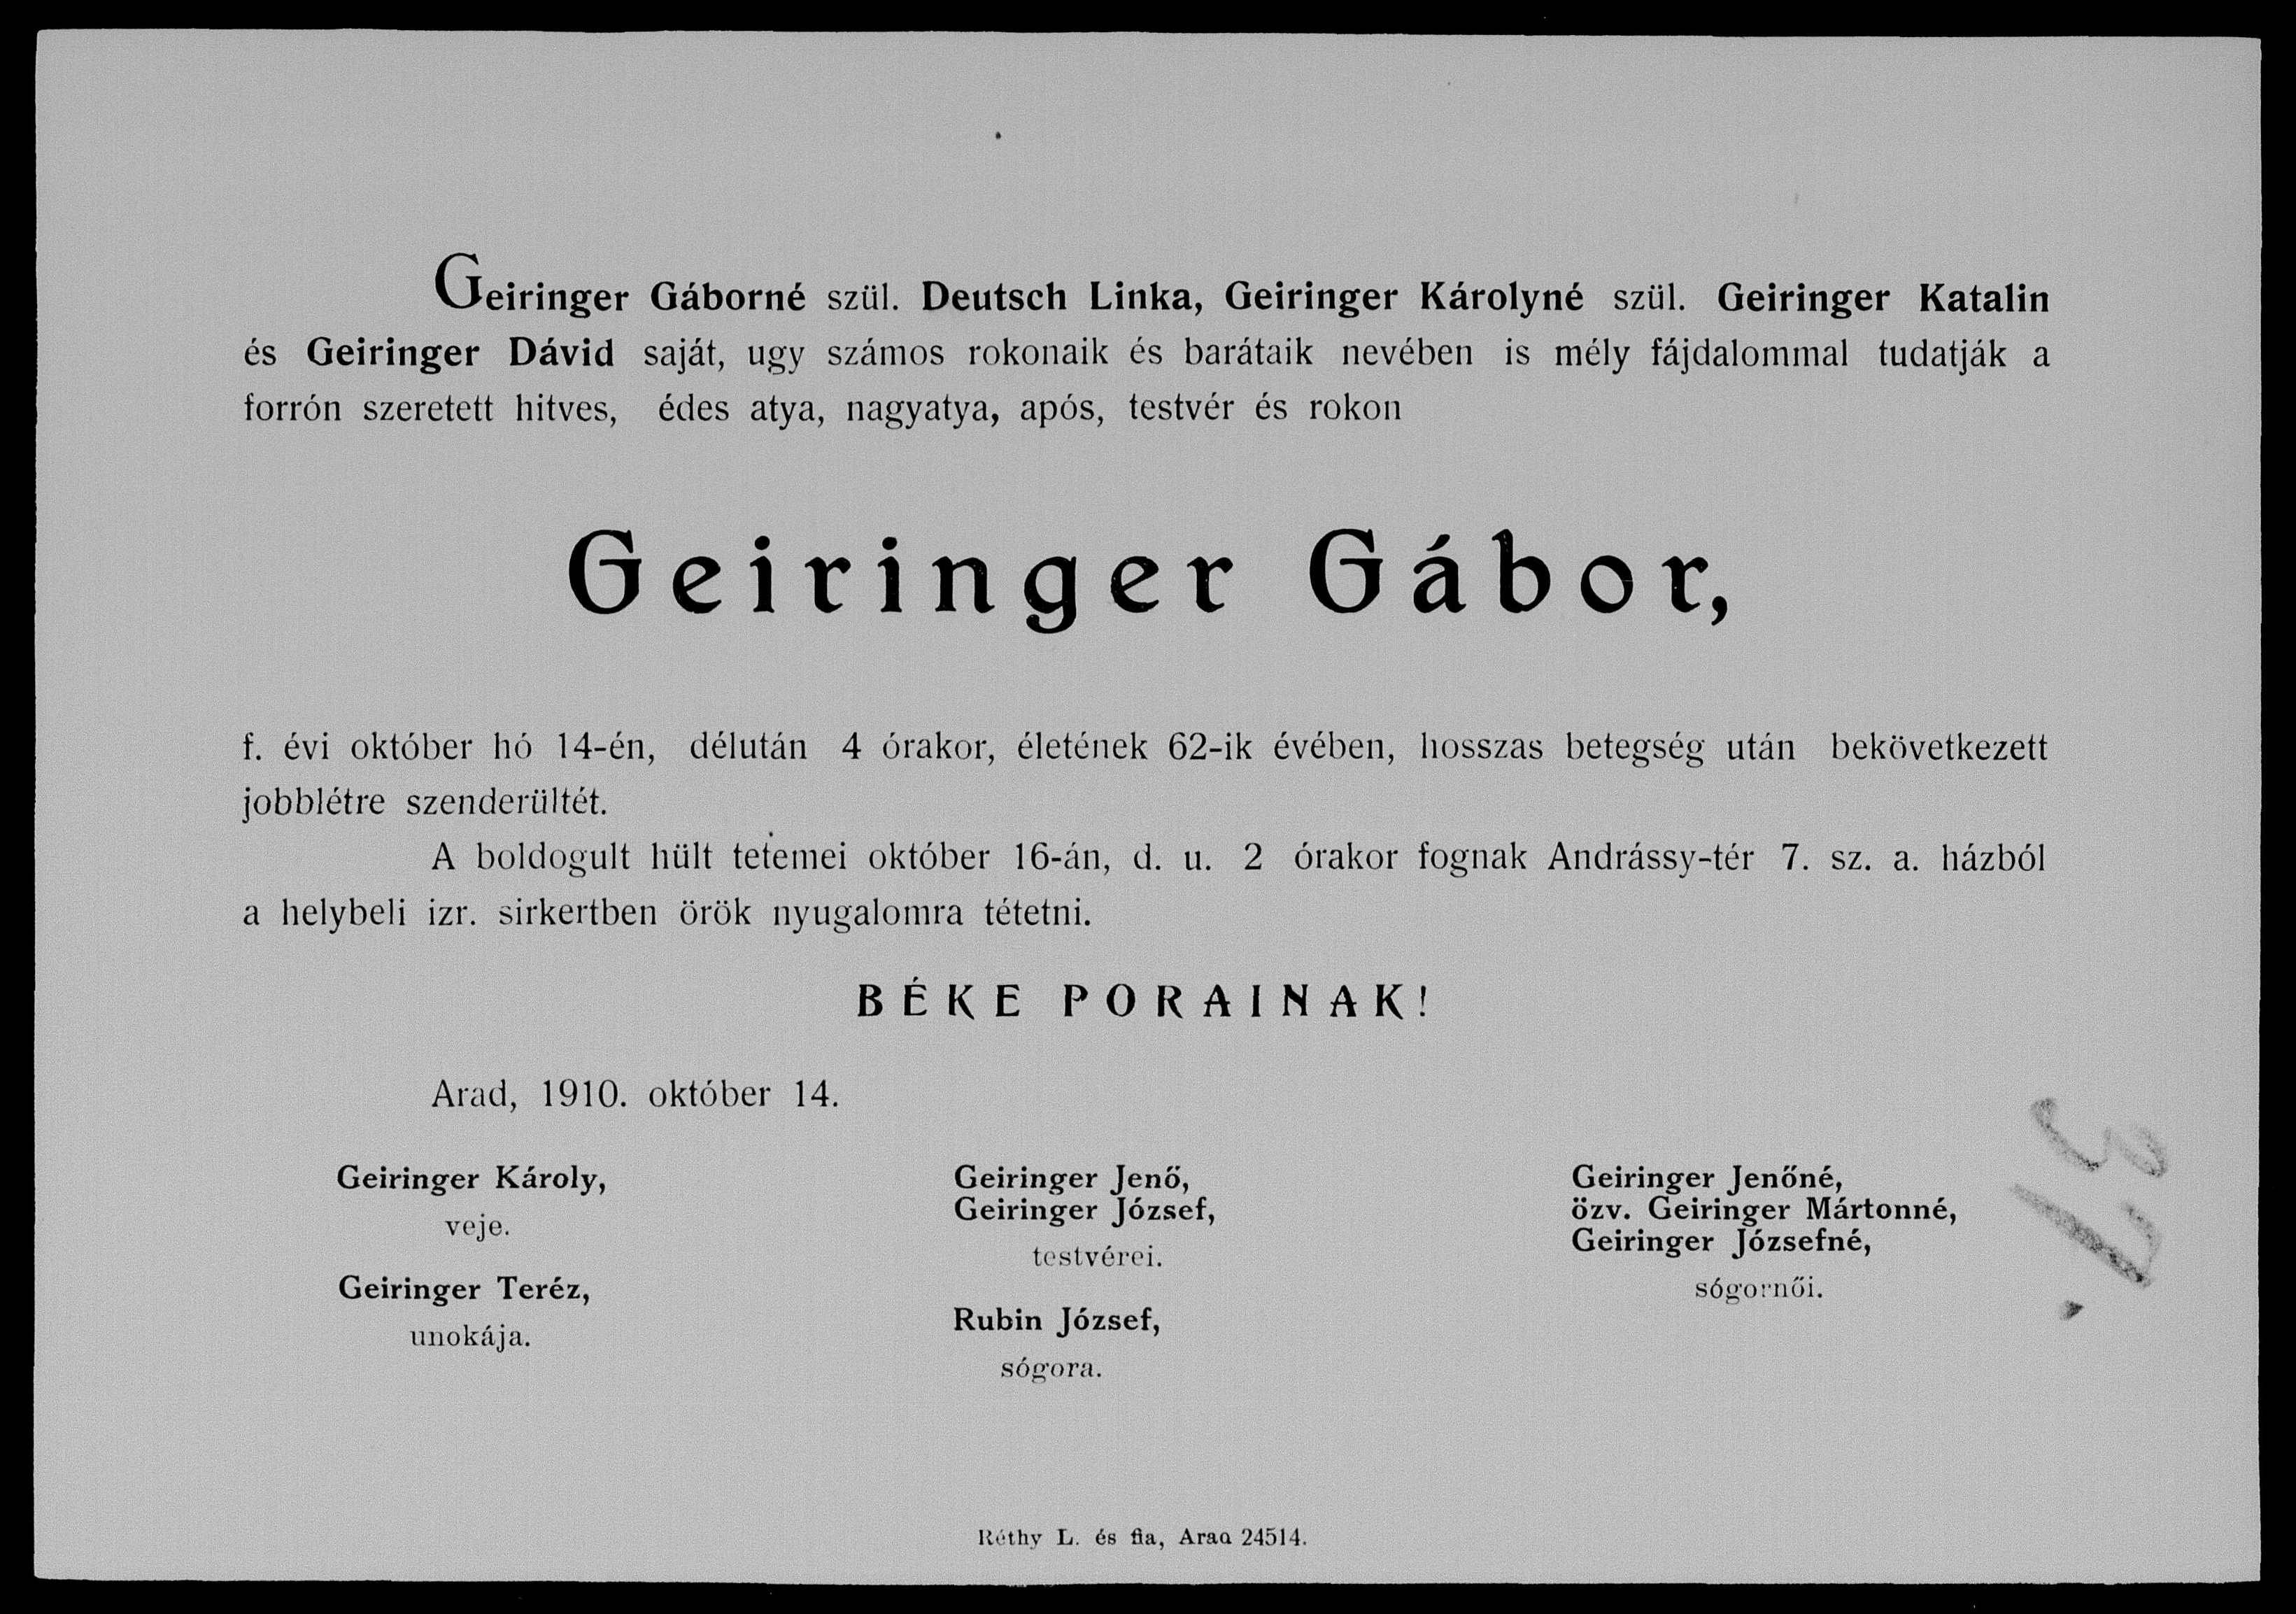 Geiringer Gáborné szül. Deutsch Linka, Geiringer Károlyné szül. Geiringer Katalin
és Geiringer Dávid saját, ugy számos rokonaik és barátaik nevében is mély fájdalommal tudatják a
forrón szeretett hitves, édes atya, nagyatya, após, testvér és rokon
Geiringer Gábor,
f. évi október hó 14-én, délután 4 órakor, életének 62-ik évében, hosszas betegség után bekövetkezett
jobblétre szenderültét.
A boldogult hült tetemei október 16-án, d. u. 2 órakor fognak Andrássy-tér 7. sz. a. házból
a helybeli izr. sirkertben örök nyugalomra tétetni.
BÉKE PORAINAK!
Arad, 1910. október 14.
Geiringer Károly,
veje.
Geiringer Teréz,
unokája.
Geiringer Jenő,
Geiringer József,
testvérei.
Rubin József,
sógora.
Geiringer Jenőné,
özv. Geiringer Mártonné,
Geiringer Józsefné,
sógornői.
Réthy L. és fia, Arad 24514.